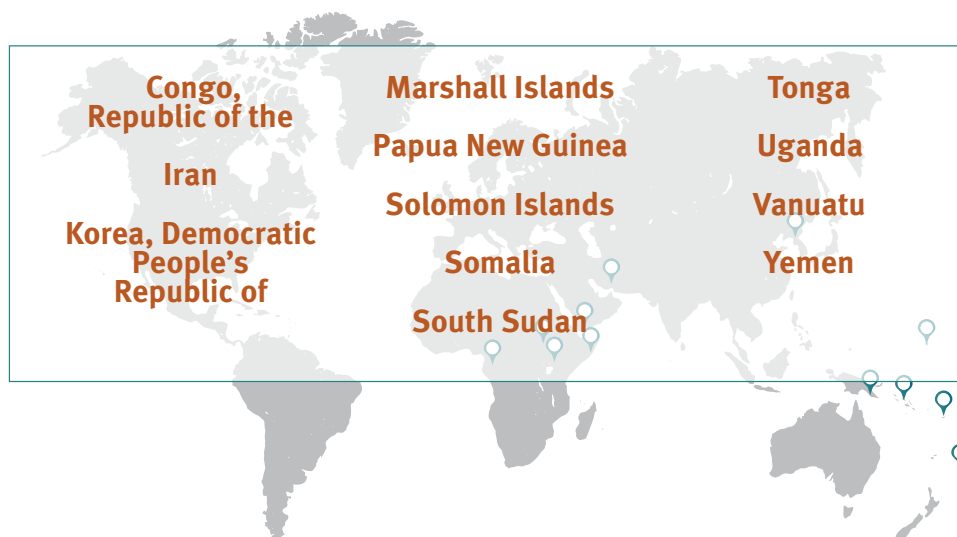 Congo,
Republic of the
Iran
Korea, Democratic
People’s
Republic of
Marshall Islands
Papua New Guinea
Solomon Islands
Somalia
South Sudan
Tonga
Uganda
Vanuatu
Yemen